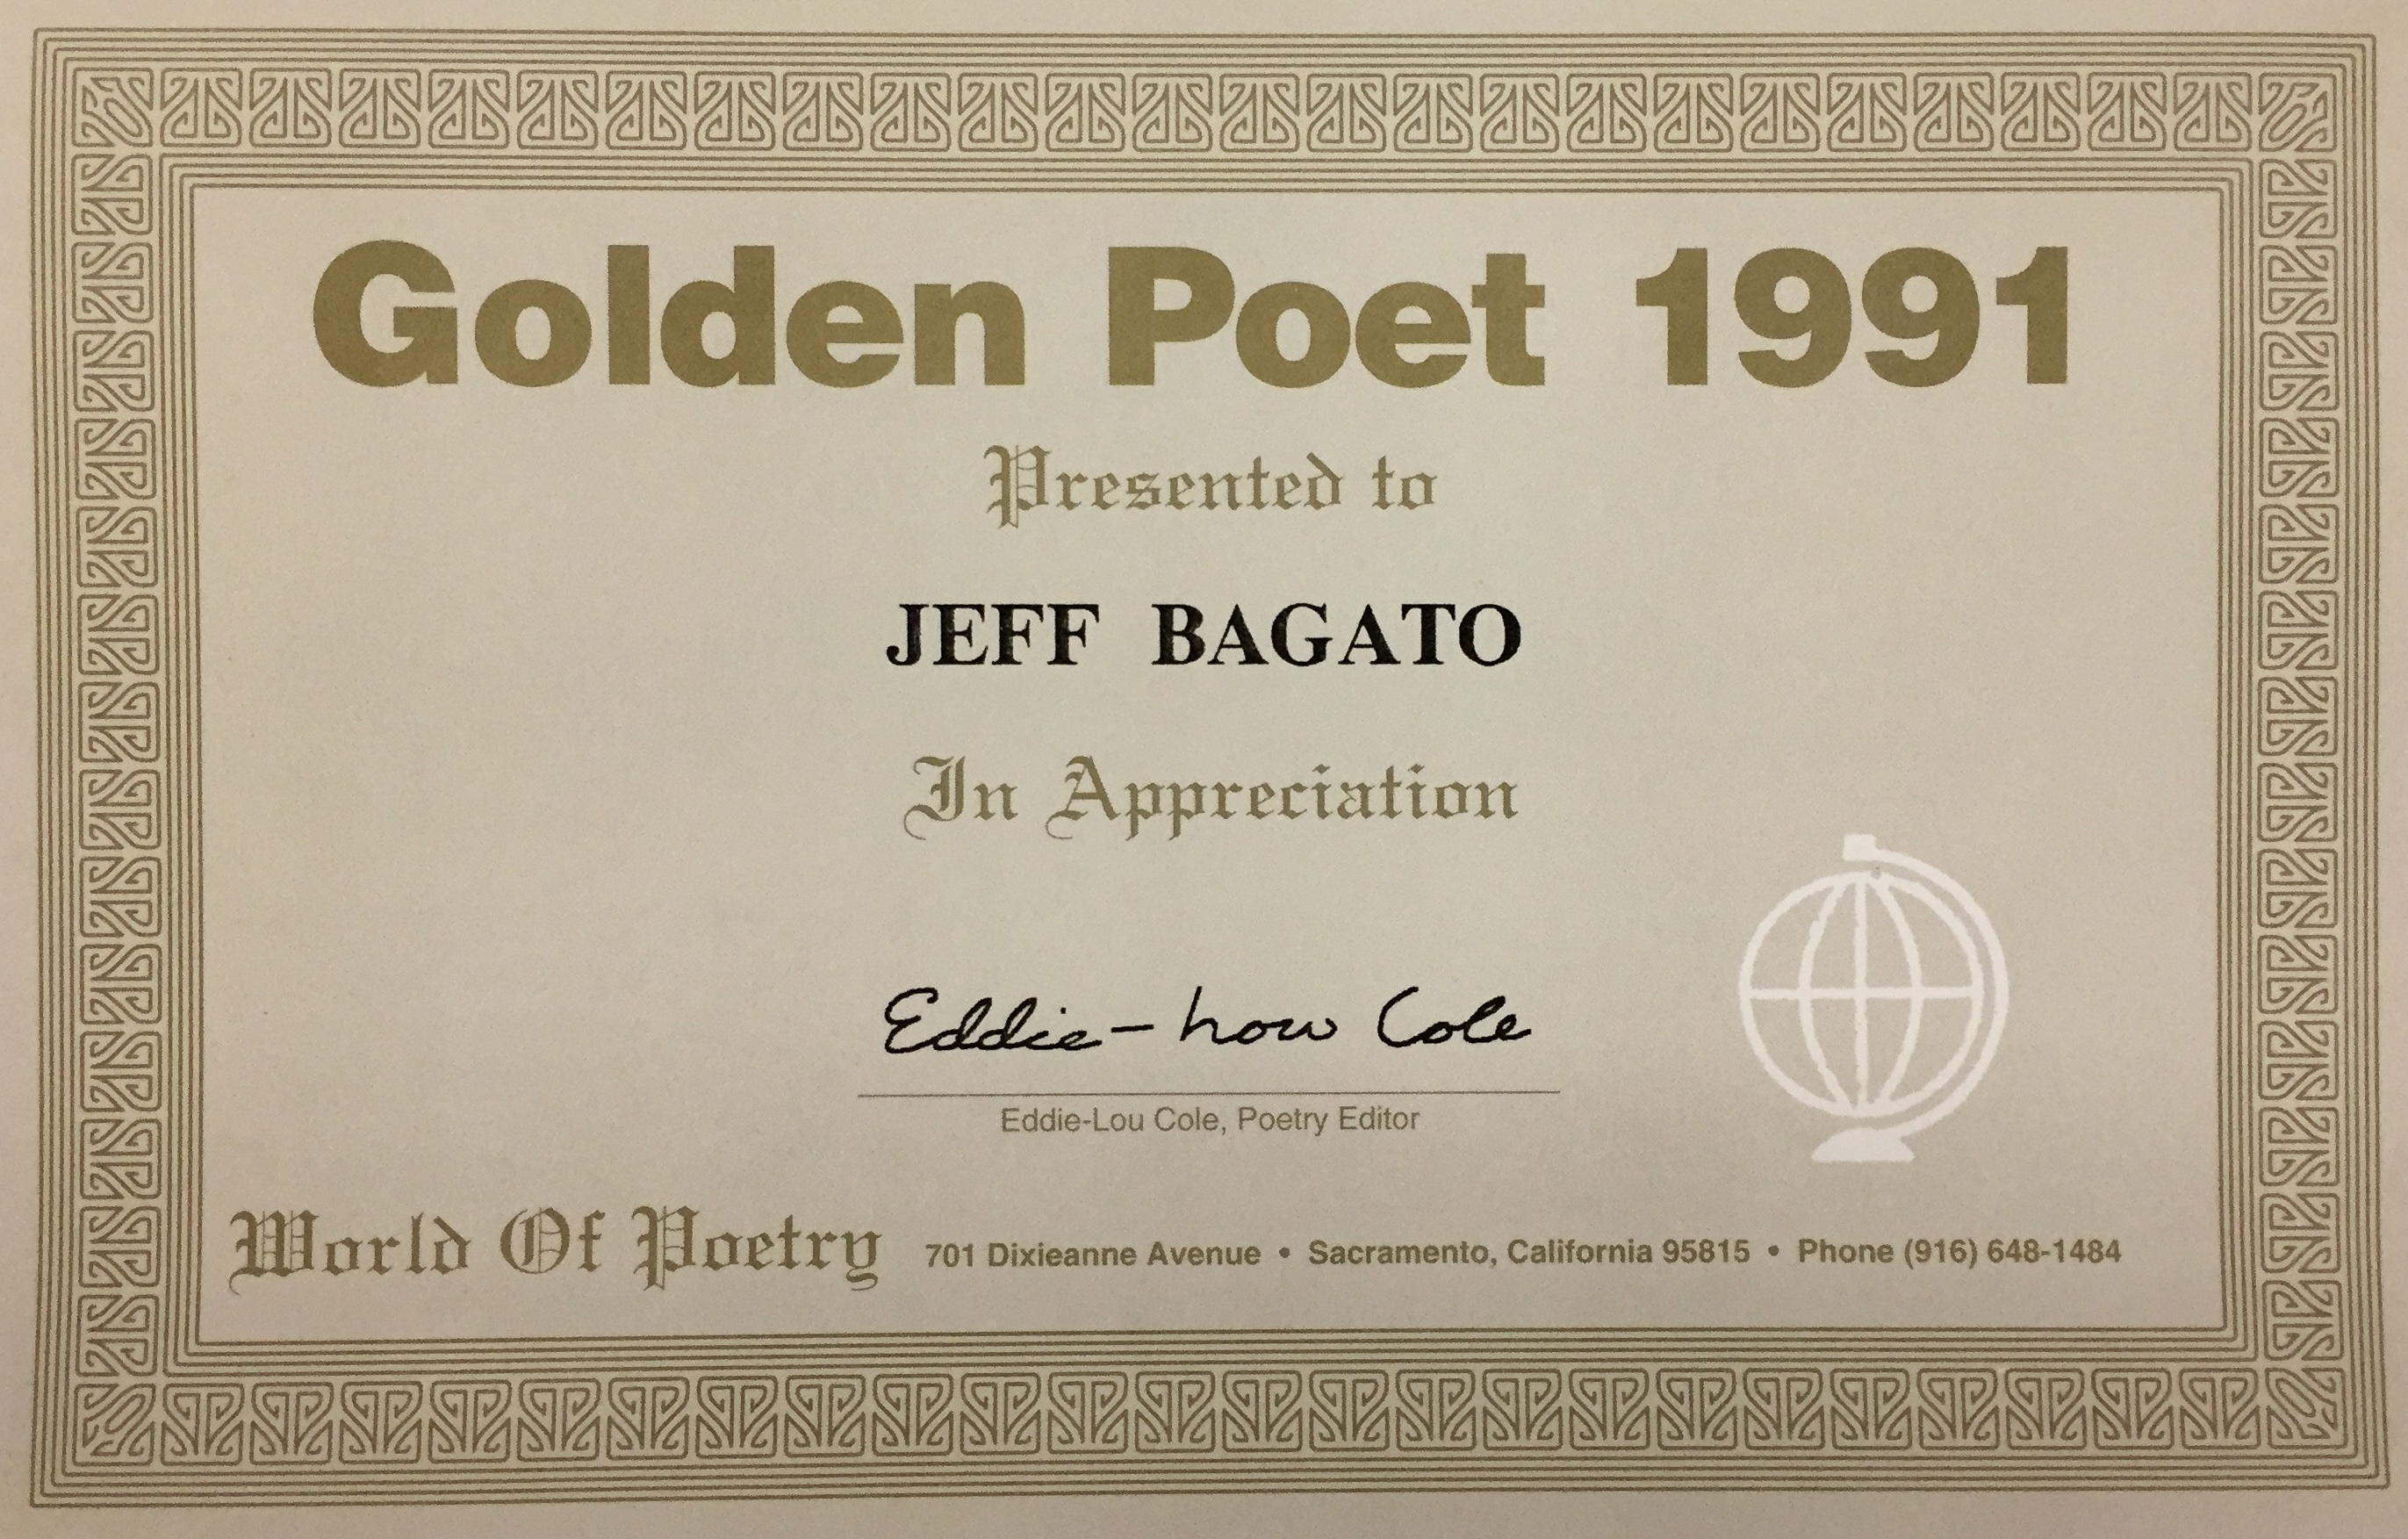 Golden Poet 1991
Presented to
JEFF BAGATO
In Appreciation
Eddie-Lou Cole
Eddie-Lou Cole, Poetry Editor
World Of Poetry 701 Dixieanne Avenue • Sacramento, California 95815 • Phone (916) 648-1484